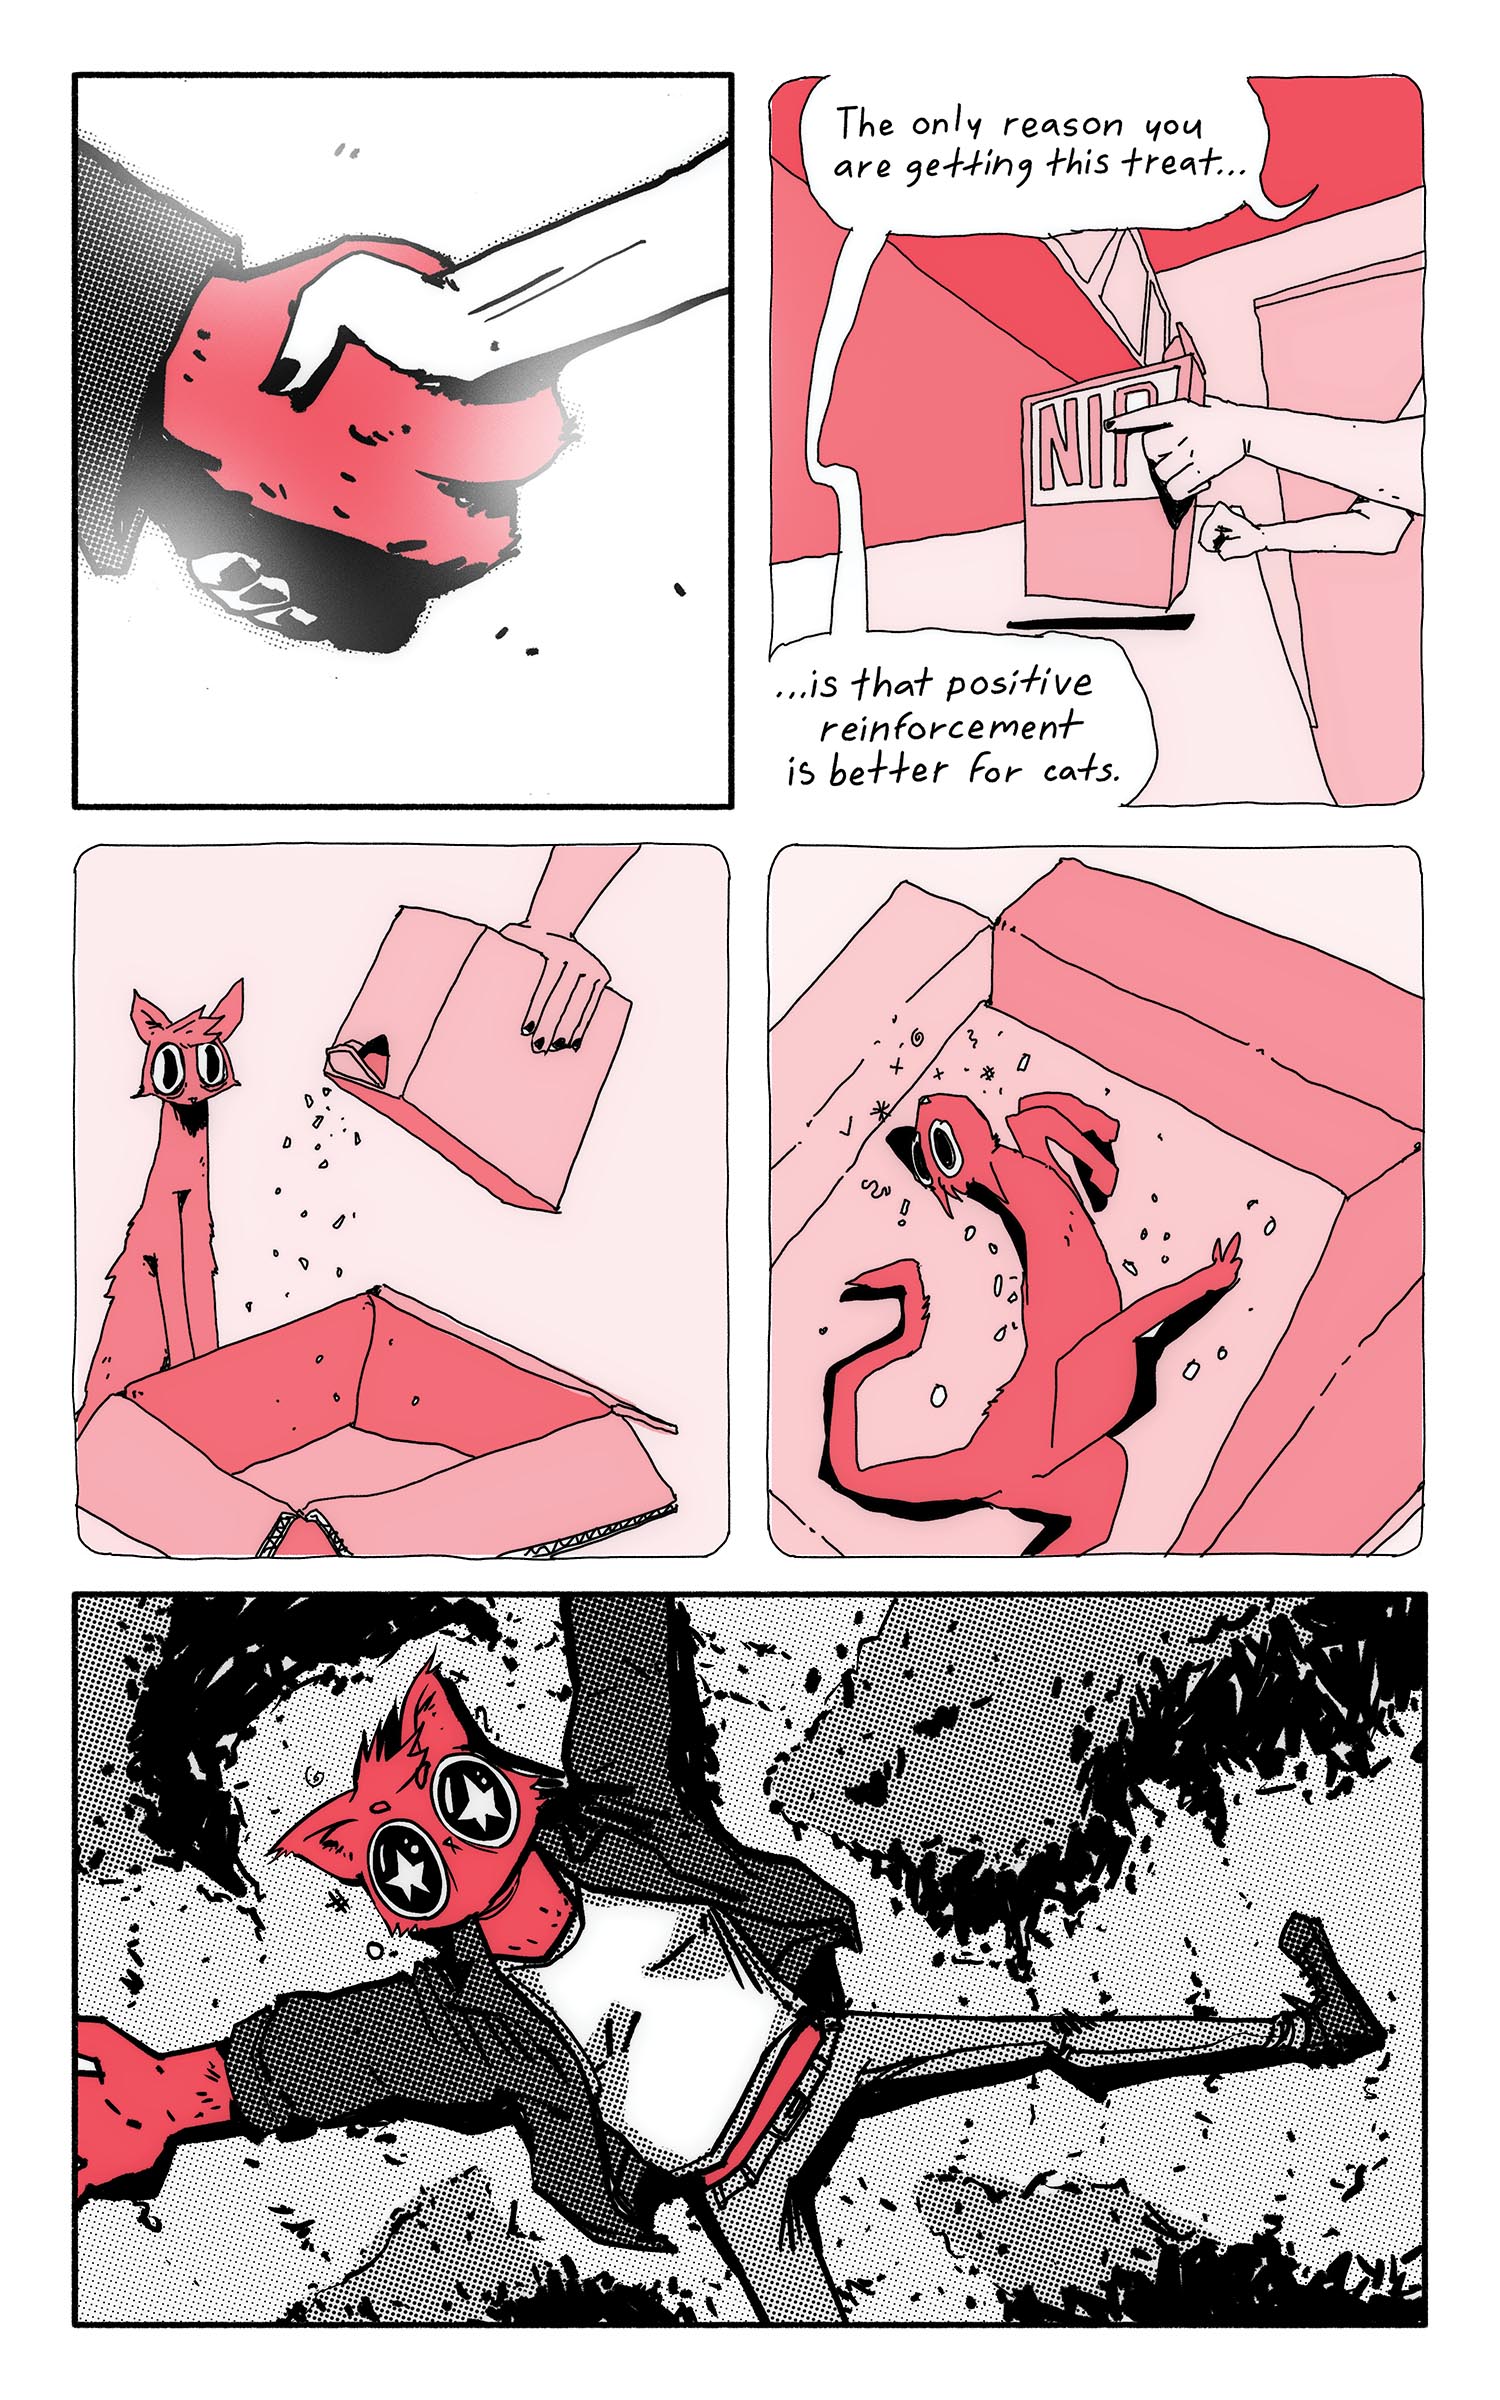 The only reason you
are getting this treat...
NIP
...is that positive
reinforcement
is better for cats.